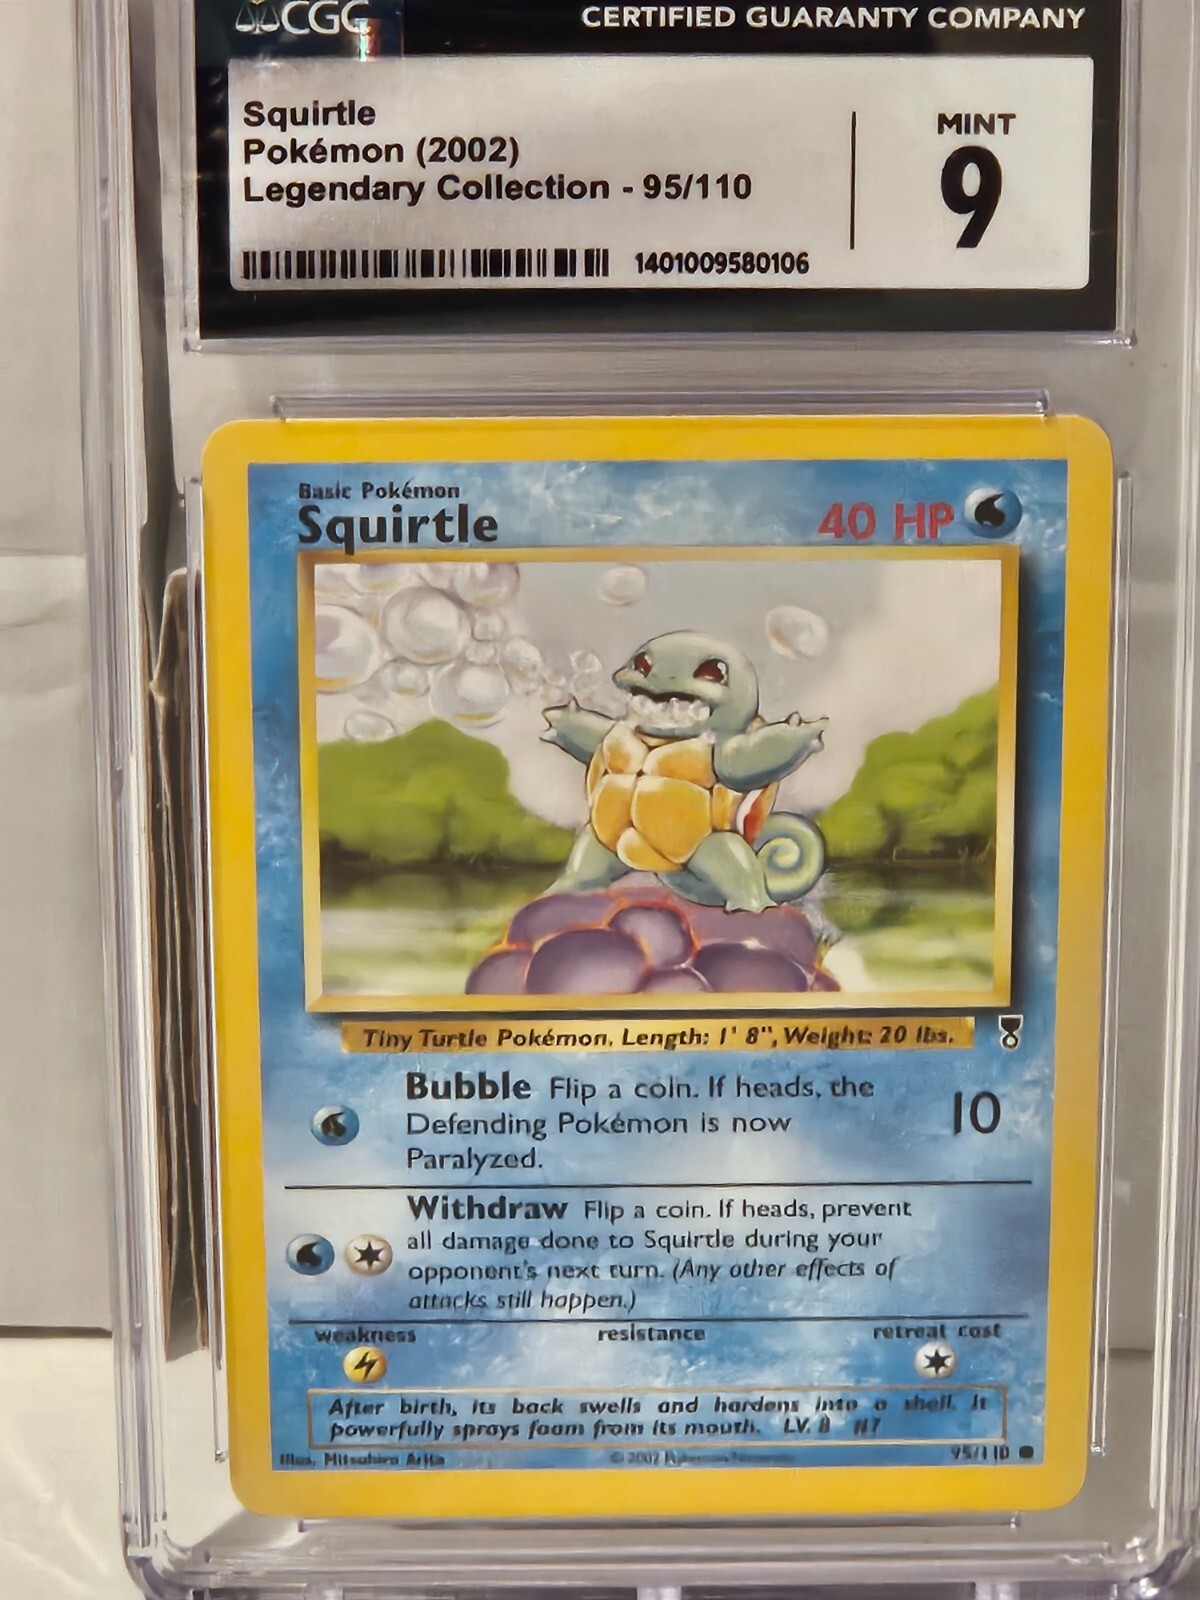 CGC CERTIFIED GUARANTY COMPANY
Squirtle
Pokémon (2002)
Legendary Collection - 95/110
1401009580106
MINT
9
Basic Pokémon
Squirtle
40 HP
Tiny Turtle Pokémon. Length: 1' 8", Weight: 20 lbs.
Bubble Flip a coin. If heads, the
Defending Pokémon is now
Paralyzed.
10
Withdraw Flip a coin. If heads, prevent
all damage done to Squirtle during your
opponent's next turn. (Any other effects of
attacks still happen.)
weakness resistance retreat cost
After birth, its back swells and hardens into a shell. It
powerfully sprays foam from its mouth. LV. 8 #7
Illus. Mitsuhiro Arita
© 2002
95/110